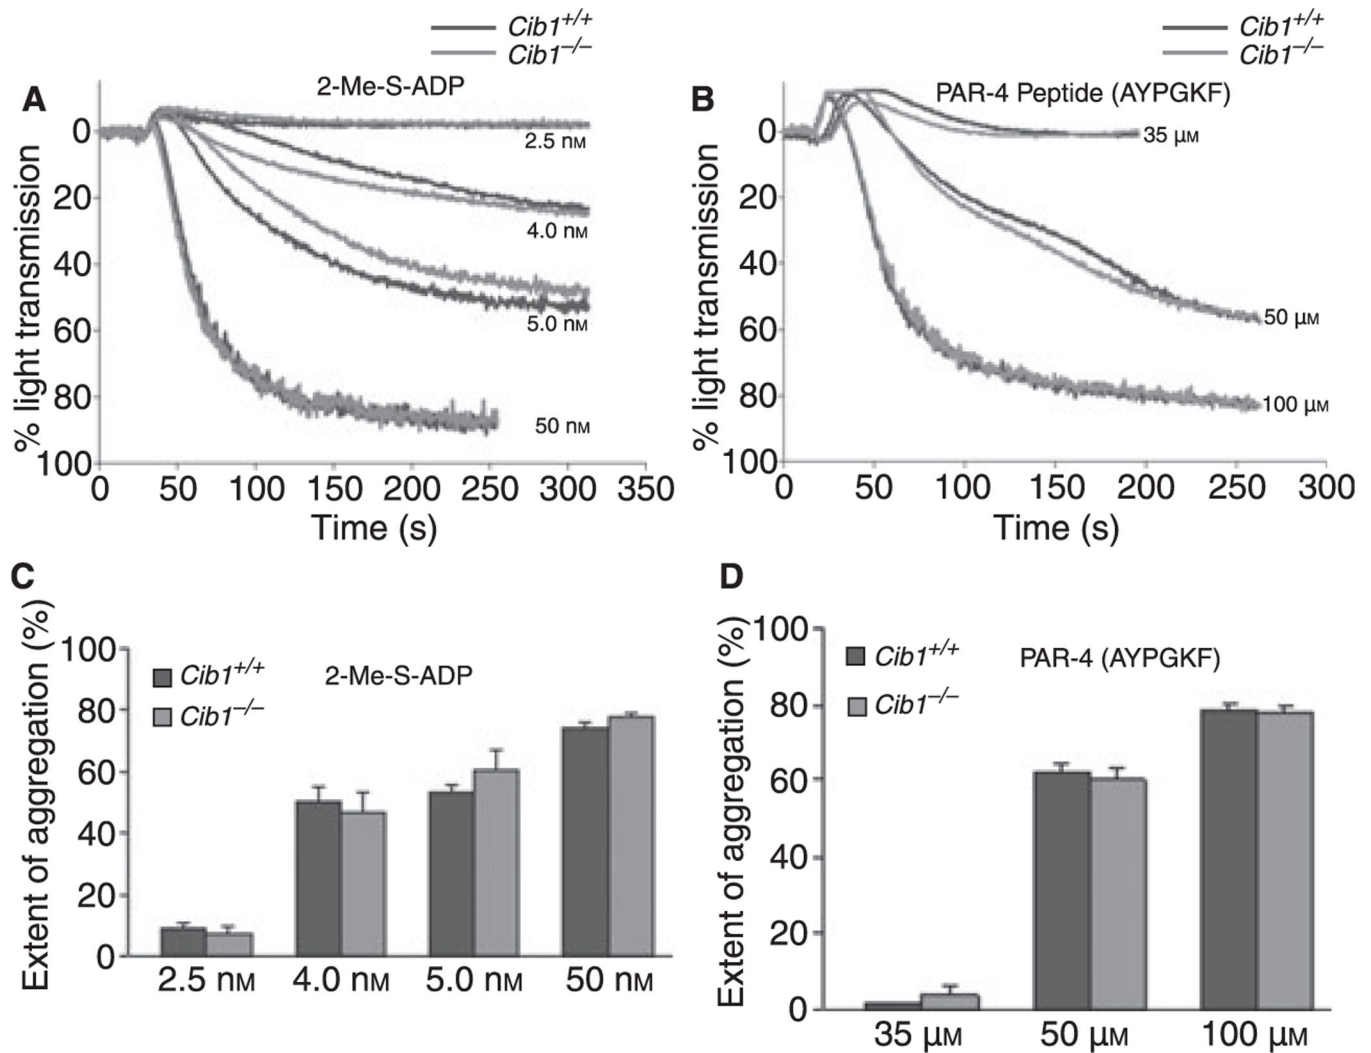 Cib1+/+
Cib1–/–
A
2-Me-S-ADP
0
20
40
60
80
100
% light transmission
2.5 nM
4.0 nM
5.0 nM
50 nM
0 50 100 150 200 250 300 350
Time (s)
Cib1+/+
Cib1–/–
B
PAR-4 Peptide (AYPGKF)
0
20
40
60
80
100
% light transmission
35 µM
50 µM
100 µM
0 50 100 150 200 250 300
Time (s)
C
100
80
60
40
20
0
Extent of aggregation (%)
Cib1+/+
Cib1–/–
2-Me-S-ADP
2.5 nM 4.0 nM 5.0 nM 50 nM
D
100
80
60
40
20
0
Extent of aggregation (%)
Cib1+/+
Cib1–/–
PAR-4 (AYPGKF)
35 µM 50 µM 100 µM